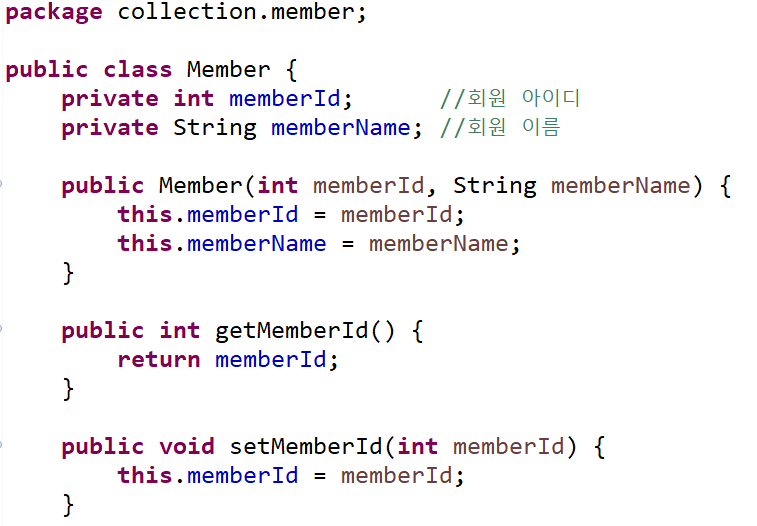 package collection.member;
public class Member {
    private int memberId;      //회원 아이디
    private String memberName; //회원 이름
    public Member(int memberId, String memberName) {
        this.memberId = memberId;
        this.memberName = memberName;
    }
    public int getMemberId() {
        return memberId;
    }
    public void setMemberId(int memberId) {
        this.memberId = memberId;
    }